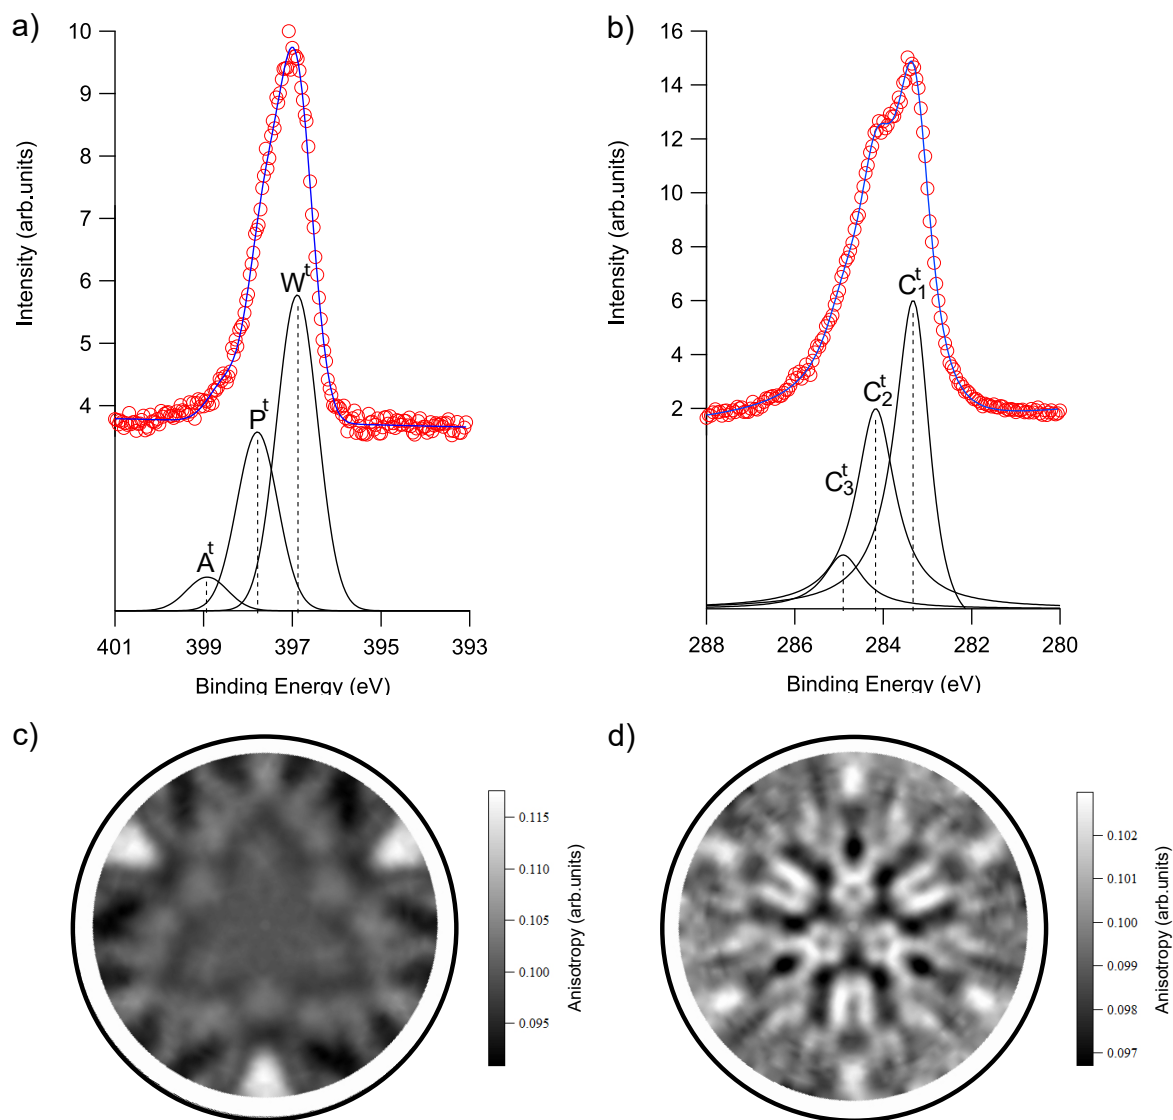 a)
10
9
8
7
6
5
4
Intensity (arb.units)
A^t
P^t
W^t
401
399
397
395
393
Binding Energy (eV)
b)
16
14
12
10
8
6
4
2
Intensity (arb.units)
C_3^t
C_2^t
C_1^t
288
286
284
282
280
Binding Energy (eV)
c)
0.115
0.110
0.105
0.100
0.095
Anisotropy (arb.units)
d)
0.102
0.101
0.100
0.099
0.098
0.097
Anisotropy (arb.units)